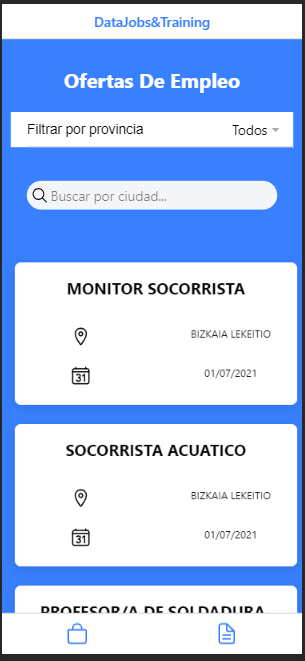 DataJobs&Training
Ofertas De Empleo
Filtrar por provincia Todos
Buscar por ciudad...
MONITOR SOCORRISTA
BIZKAIA LEKEITIO
31 01/07/2021
SOCORRISTA ACUATICO
BIZKAIA LEKEITIO
31 01/07/2021
PROFESOR/A DE SOLDADURA-